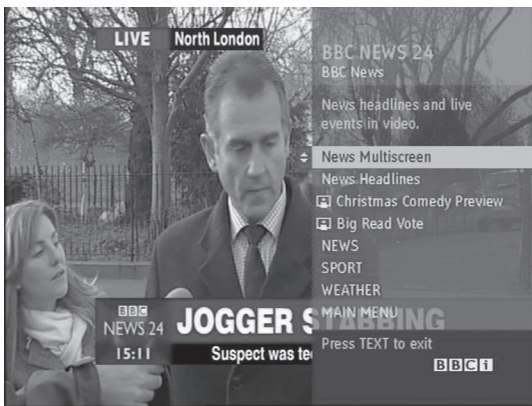 LIVE North London
BBC NEWS 24
BBC News
News headlines and live
events in video.
News Multiscreen
News Headlines
Christmas Comedy Preview
Big Read Vote
NEWS
SPORT
WEATHER
MAIN MENU
Press TEXT to exit
BBCi
BBC
NEWS 24
15:11
JOGGER STABBING
Suspect was